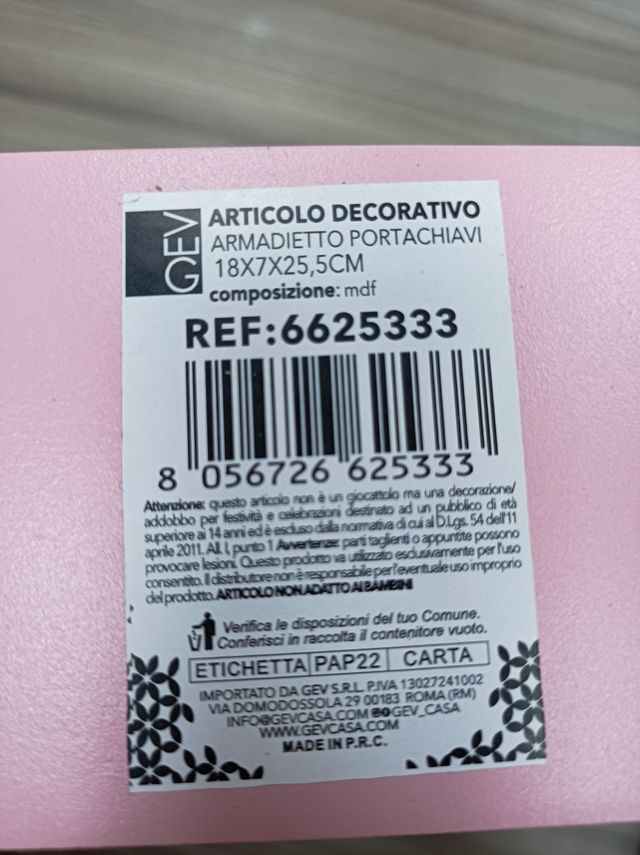 GEV
ARTICOLO DECORATIVO
ARMADIETTO PORTACHIAVI
18X7X25,5CM
composizione: mdf
REF:6625333
8 056726 625333
Attenzione: questo articolo non è un giocattolo ma una decorazione/
addobbo per festività e celebrazioni destinato ad un pubblico di età
superiore ai 14 anni ed è escluso dalla normativa di cui al D.Lgs. 54 dell'11
aprile 2011. All. I, punto 1 Avvertenze: parti taglienti o appuntite possono
provocare lesioni. Questo prodotto va utilizzato esclusivamente per l'uso
consentito. Il distributore non è responsabile per l'eventuale uso improprio
del prodotto. ARTICOLO NON ADATTO AI BAMBINI
Verifica le disposizioni del tuo Comune.
Conferisci in raccolta il contenitore vuoto.
ETICHETTA PAP22 CARTA
IMPORTATO DA GEV S.R.L. P.IVA 13027241002
VIA DOMODOSSOLA 29 00183 ROMA (RM)
INFO@GEVCASA.COM GEV_CASA
WWW.GEVCASA.COM
MADE IN P.R.C.